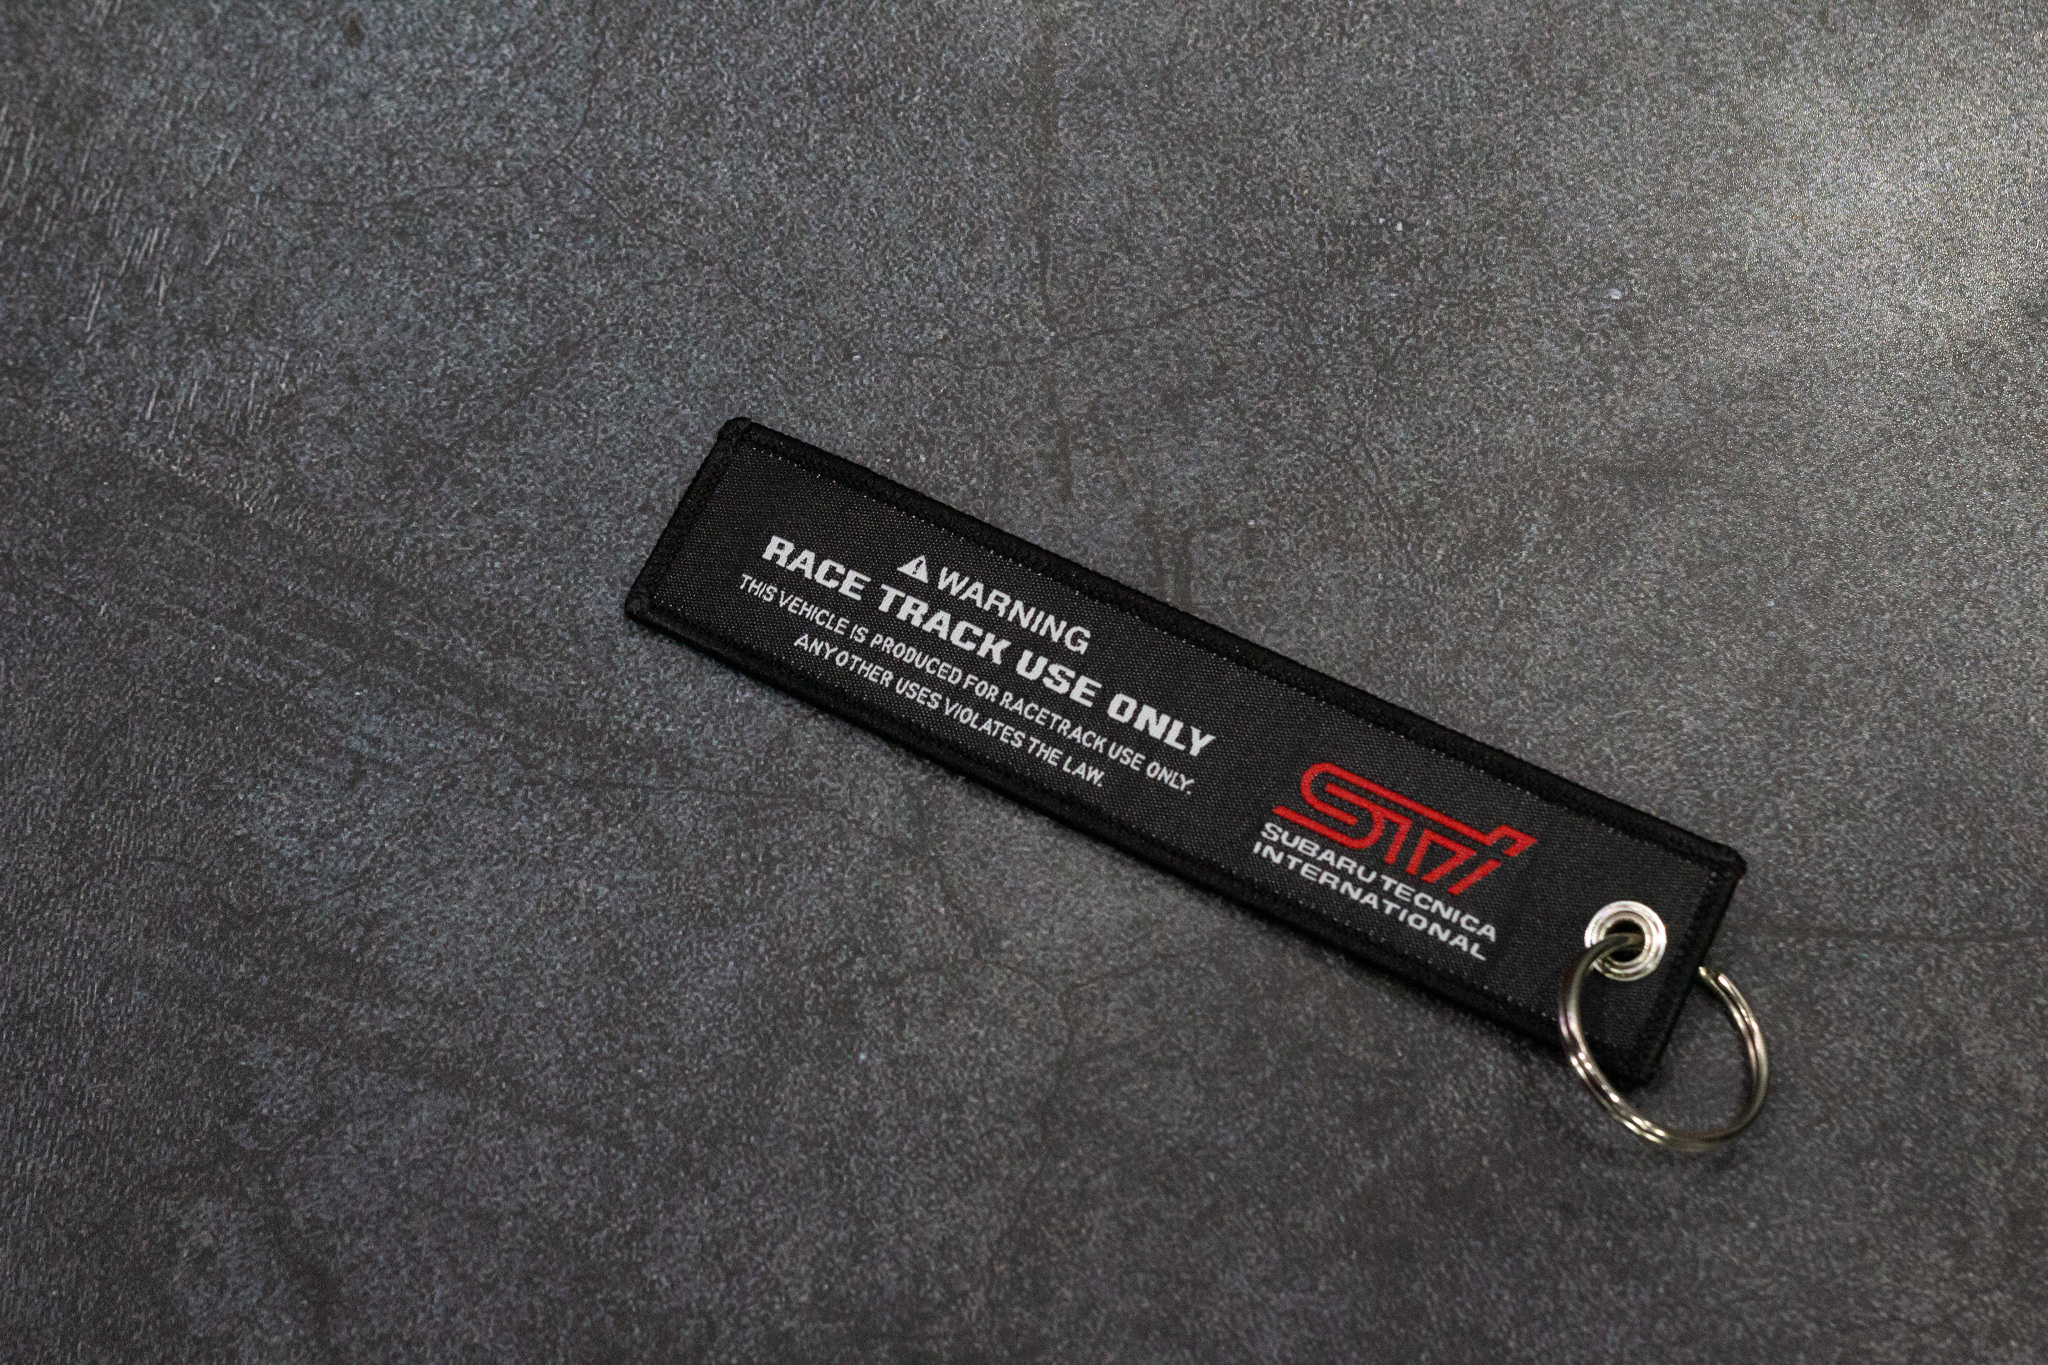 WARNING
RACE TRACK USE ONLY
THIS VEHICLE IS PRODUCED FOR RACETRACK USE ONLY.
ANY OTHER USES VIOLATES THE LAW.
STi
SUBARU TECNICA
INTERNATIONAL